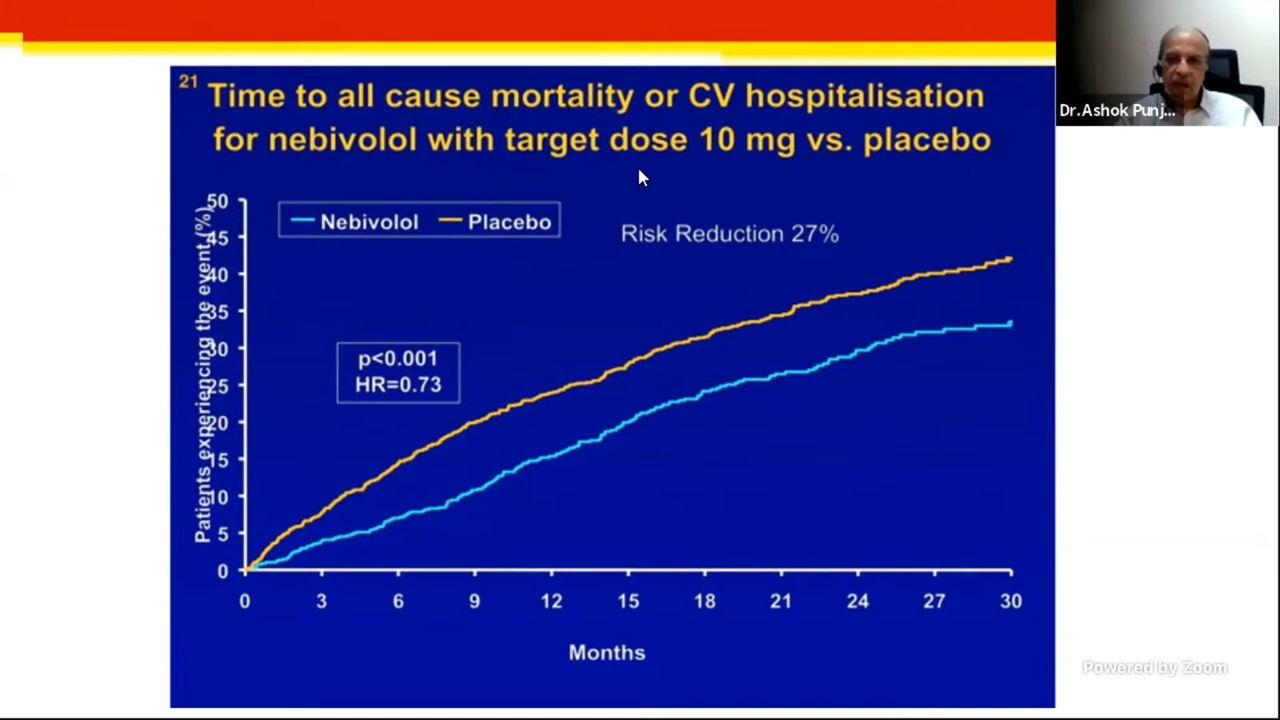 21 Time to all cause mortality or CV hospitalisation
for nebivolol with target dose 10 mg vs. placebo
Nebivolol Placebo
Risk Reduction 27%
p<0.001
HR=0.73
Patients experiencing the event (%)
50
45
40
35
30
25
20
15
10
5
0
0 3 6 9 12 15 18 21 24 27 30
Months
Dr.Ashok Punj...
Powered by Zoom